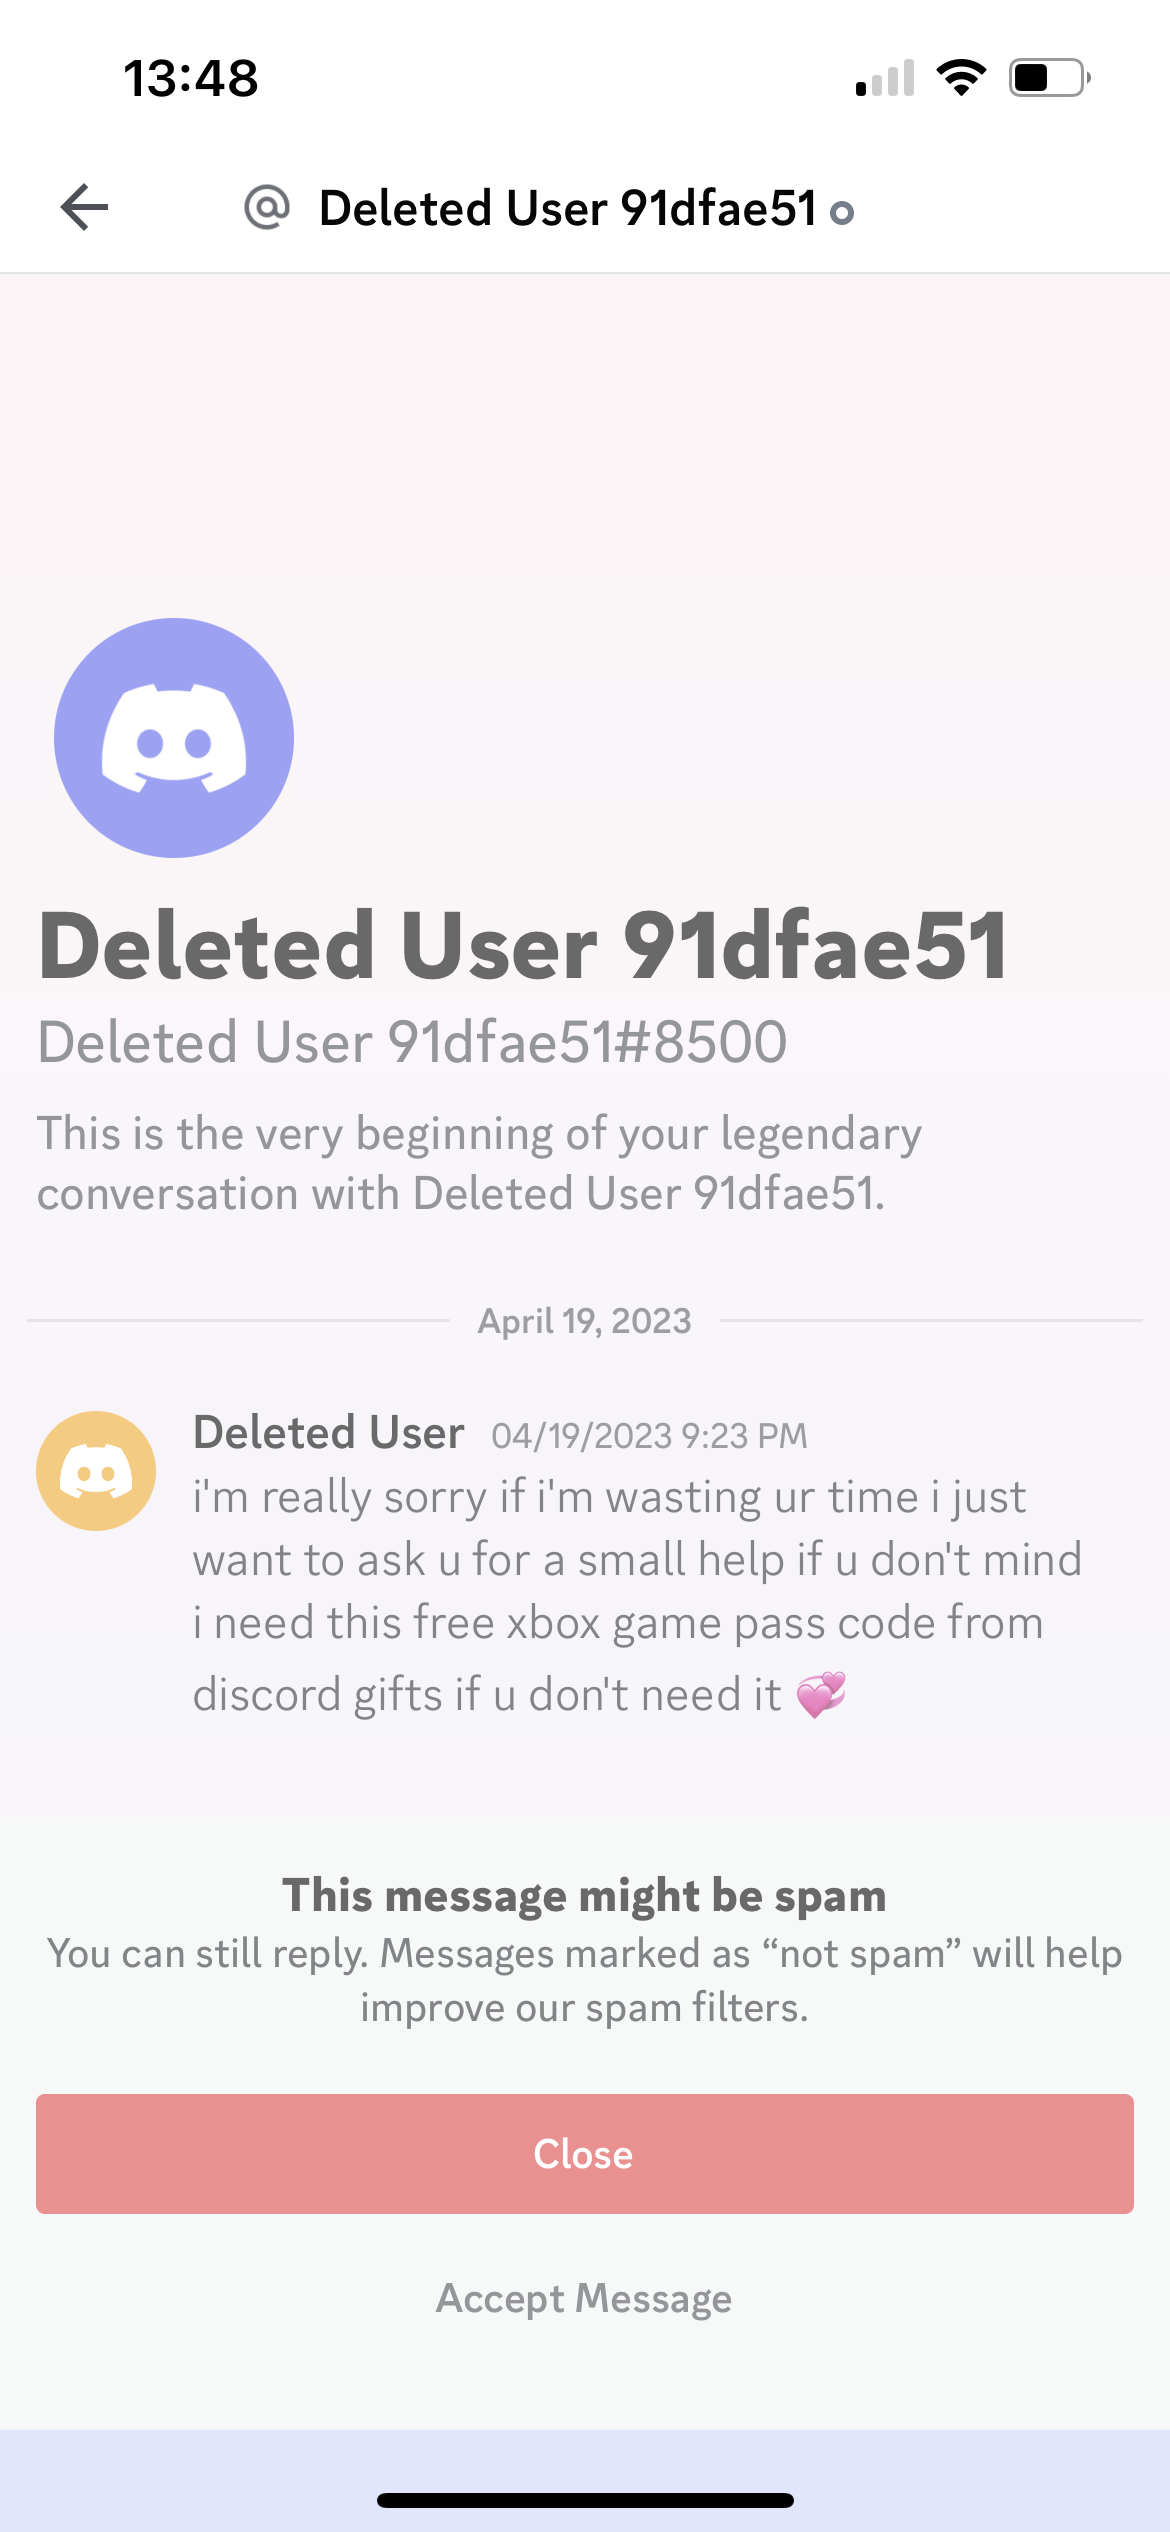 13:48
Deleted User 91dfae51
Deleted User 91dfae51
Deleted User 91dfae51#8500
This is the very beginning of your legendary
conversation with Deleted User 91dfae51.
April 19, 2023
Deleted User 04/19/2023 9:23 PM
i'm really sorry if i'm wasting ur time i just
want to ask u for a small help if u don't mind
i need this free xbox game pass code from
discord gifts if u don't need it 💞
This message might be spam
You can still reply. Messages marked as “not spam” will help
improve our spam filters.
Close
Accept Message